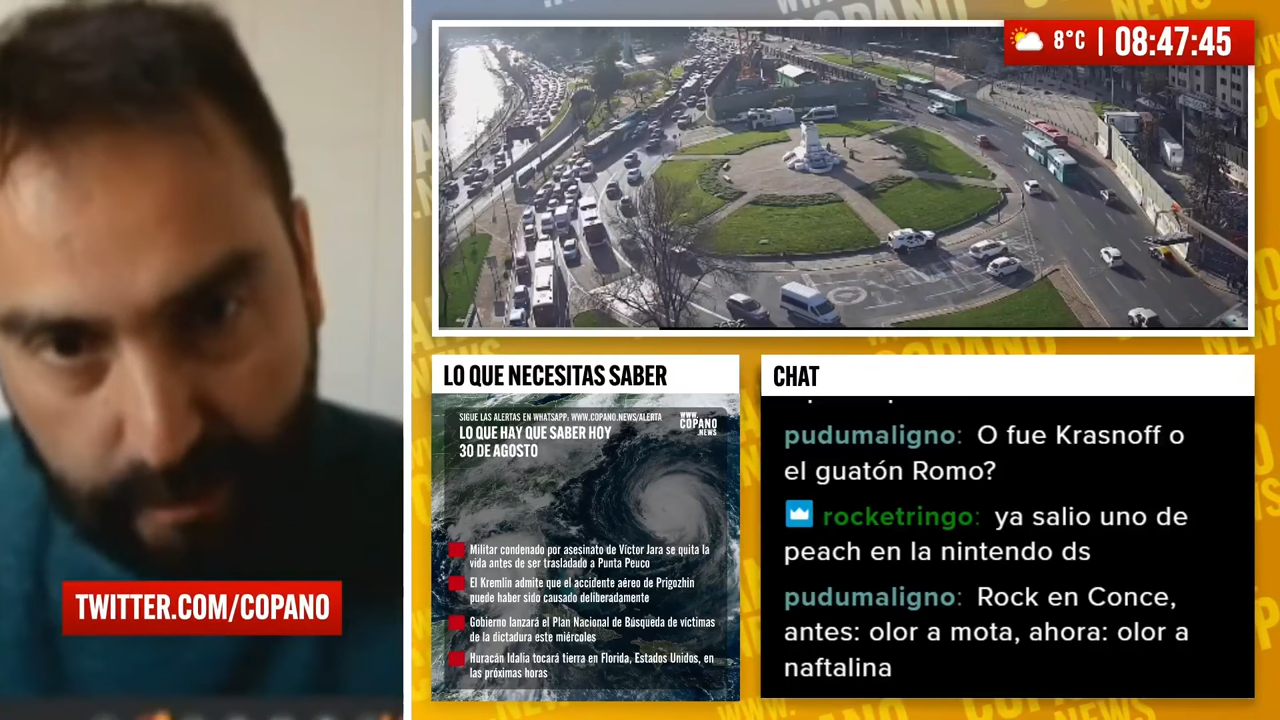 8°C | 08:47:45
LO QUE NECESITAS SABER
SIGUE LAS ALERTAS EN WHATSAPP: WWW.COPANO.NEWS/ALERTA
WWW.
COPANO
.NEWS
LO QUE HAY QUE SABER HOY
30 DE AGOSTO
Militar condenado por asesinato de Víctor Jara se quita la
vida antes de ser trasladado a Punta Peuco
El Kremlin admite que el accidente aéreo de Prigozhin
puede haber sido causado deliberadamente
Gobierno lanzará el Plan Nacional de Búsqueda de víctimas
de la dictadura este miércoles
Huracán Idalia tocará tierra en Florida, Estados Unidos, en
las próximas horas
CHAT
pudumaligno: O fue Krasnoff o
el guatón Romo?
rocketringo: ya salio uno de
peach en la nintendo ds
pudumaligno: Rock en Conce,
antes: olor a mota, ahora: olor a
naftalina
TWITTER.COM/COPANO